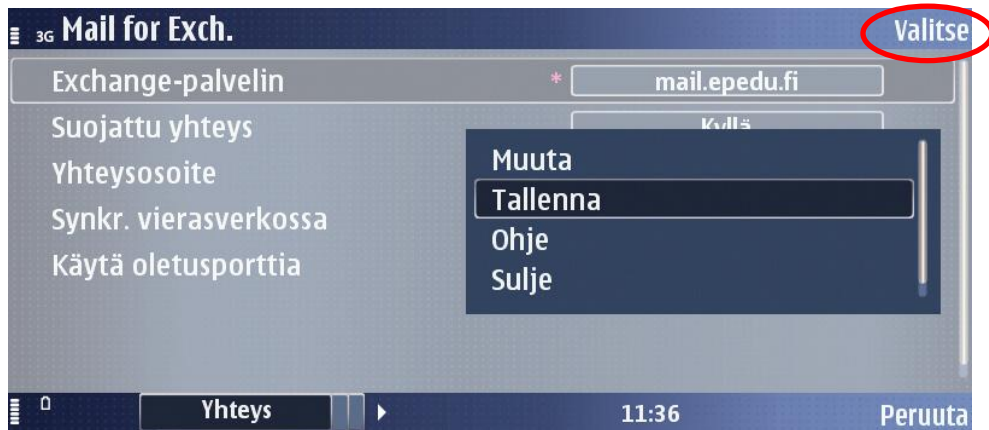 3G Mail for Exch. Valitse
Exchange-palvelin * mail.epedu.fi
Suojattu yhteys Kyllä
Yhteysosoite
Synkr. vierasverkossa
Käytä oletusporttia
Muuta
Tallenna
Ohje
Sulje
Yhteys 11:36 Peruuta